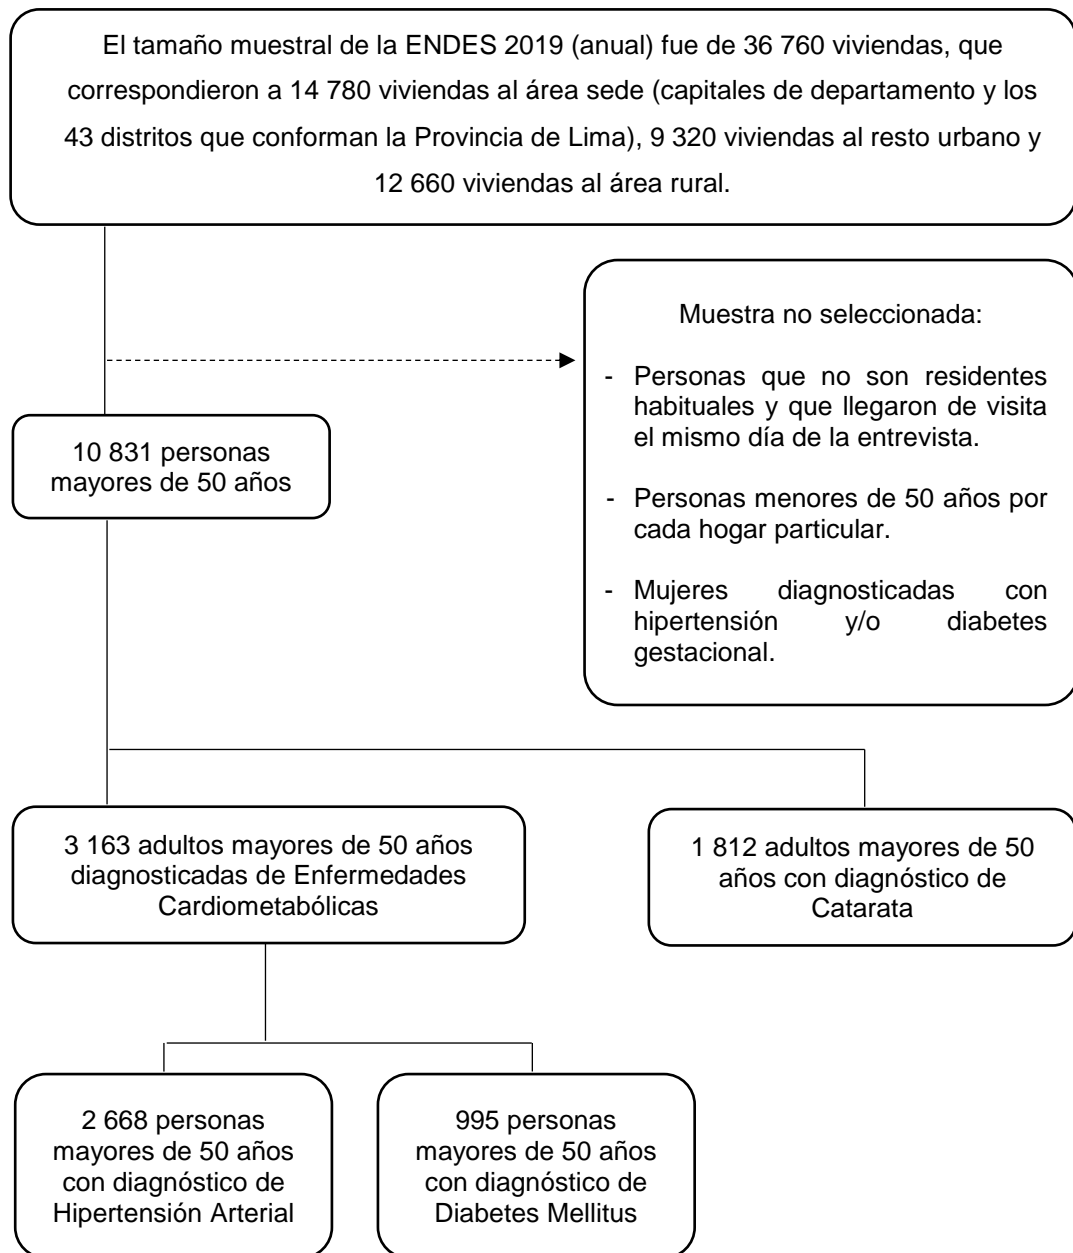 El tamaño muestral de la ENDES 2019 (anual) fue de 36 760 viviendas, que
correspondieron a 14 780 viviendas al área sede (capitales de departamento y los
43 distritos que conforman la Provincia de Lima), 9 320 viviendas al resto urbano y
12 660 viviendas al área rural.
Muestra no seleccionada:
- Personas que no son residentes
habituales y que llegaron de visita
el mismo día de la entrevista.
- Personas menores de 50 años por
cada hogar particular.
- Mujeres diagnosticadas con
hipertensión y/o diabetes
gestacional.
10 831 personas
mayores de 50 años
3 163 adultos mayores de 50 años
diagnosticadas de Enfermedades
Cardiometabólicas
1 812 adultos mayores de 50
años con diagnóstico de
Catarata
2 668 personas
mayores de 50 años
con diagnóstico de
Hipertensión Arterial
995 personas
mayores de 50 años
con diagnóstico de
Diabetes Mellitus